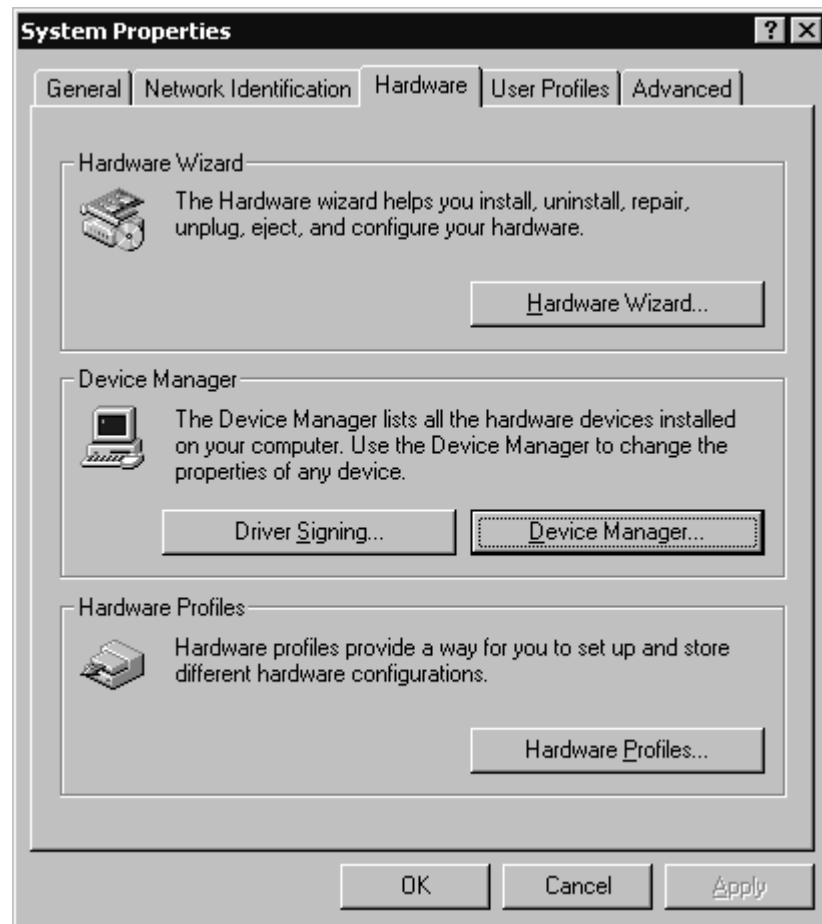 System Properties
General Network Identification Hardware User Profiles Advanced
Hardware Wizard
The Hardware wizard helps you install, uninstall, repair,
unplug, eject, and configure your hardware.
Hardware Wizard...
Device Manager
The Device Manager lists all the hardware devices installed
on your computer. Use the Device Manager to change the
properties of any device.
Driver Signing... Device Manager...
Hardware Profiles
Hardware profiles provide a way for you to set up and store
different hardware configurations.
Hardware Profiles...
OK Cancel Apply